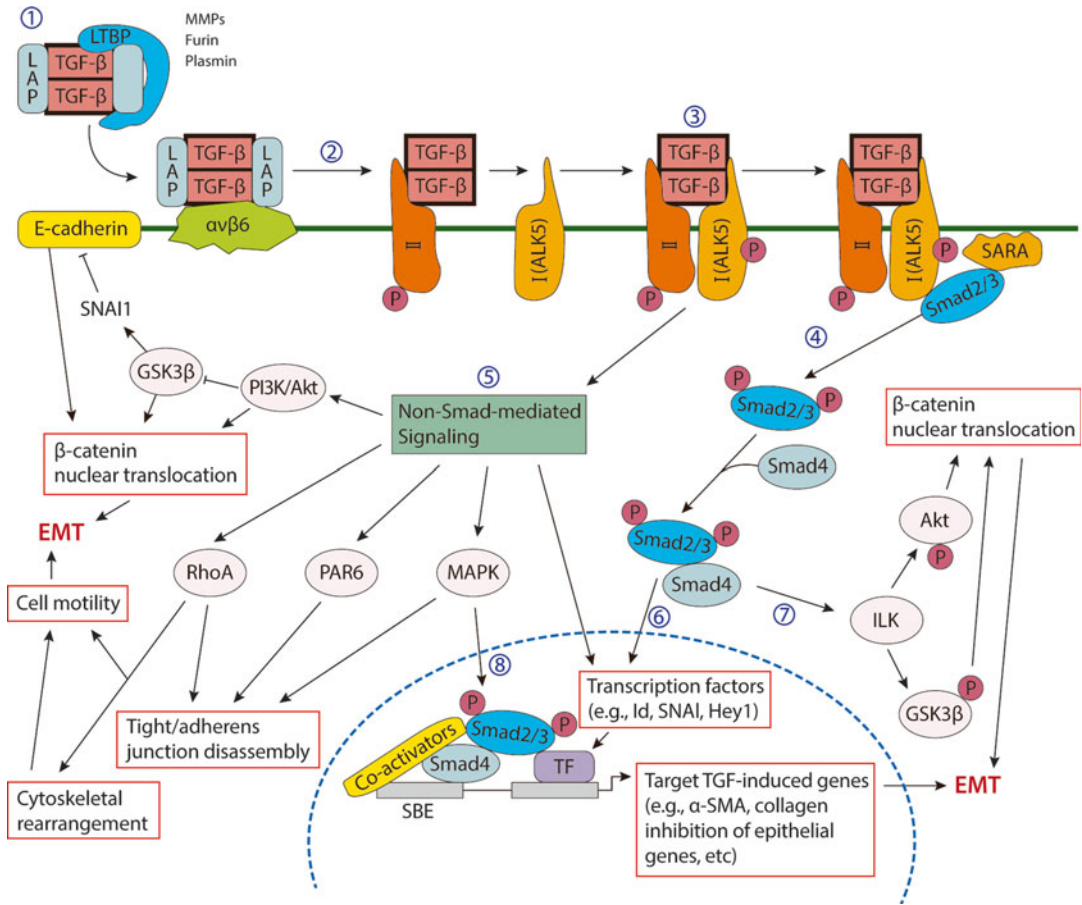 ①
LTBP
LAP
TGF-β
TGF-β
MMPs
Furin
Plasmin
LAP
TGF-β
TGF-β
LAP
②
TGF-β
TGF-β
③
TGF-β
TGF-β
TGF-β
TGF-β
E-cadherin
ανβ6
II
P
I(ALK5)
II
P
I(ALK5)
P
II
P
I(ALK5)
P
SARA
Smad2/3
SNAI1
GSK3β
PI3K/Akt
④
⑤
Non-Smad-mediated
Signaling
P
Smad2/3
P
Smad4
β-catenin
nuclear translocation
β-catenin
nuclear translocation
EMT
P
Smad2/3
P
Smad4
Akt
P
RhoA
PAR6
MAPK
Cell motility
⑥
⑦
ILK
⑧
Transcription factors
(e.g., Id, SNAI, Hey1)
P
GSK3β
Tight/adherens
junction disassembly
P
Smad2/3
P
Co-activators
Smad4
TF
SBE
Cytoskeletal
rearrangement
Target TGF-induced genes
(e.g., α-SMA, collagen
inhibition of epithelial
genes, etc)
EMT